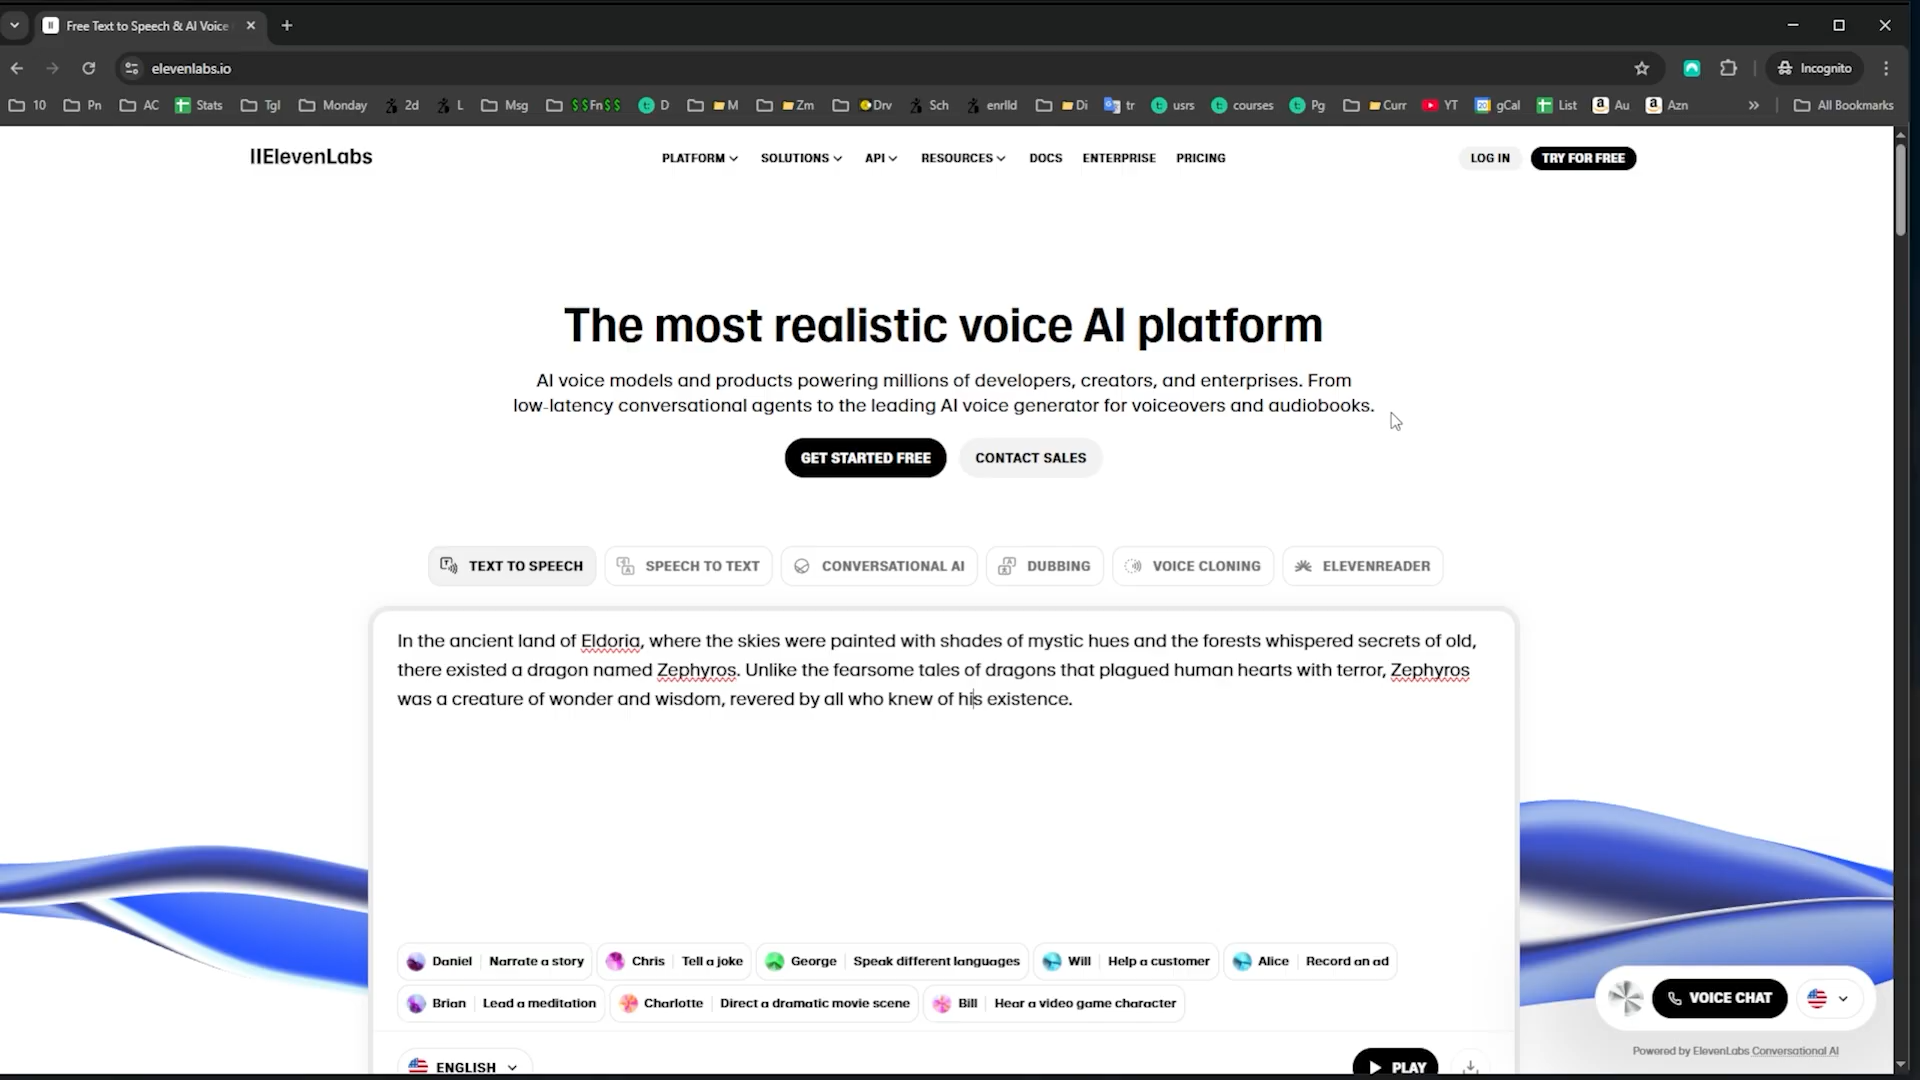 Free Text to Speech & AI Voice
elevenlabs.io
Incognito
10 Pn AC Stats Tgl Monday 2d L Msg $$Fn$$ D M Zm Drv Sch enrlld Di tr usrs courses Pg Curr YT gCal List Au Azn » All Bookmarks
IIElevenLabs
PLATFORM SOLUTIONS API RESOURCES DOCS ENTERPRISE PRICING
LOG IN TRY FOR FREE
The most realistic voice AI platform
AI voice models and products powering millions of developers, creators, and enterprises. From
low-latency conversational agents to the leading AI voice generator for voiceovers and audiobooks.
GET STARTED FREE CONTACT SALES
TEXT TO SPEECH SPEECH TO TEXT CONVERSATIONAL AI DUBBING VOICE CLONING ELEVENREADER
In the ancient land of Eldoria, where the skies were painted with shades of mystic hues and the forests whispered secrets of old,
there existed a dragon named Zephyros. Unlike the fearsome tales of dragons that plagued human hearts with terror, Zephyros
was a creature of wonder and wisdom, revered by all who knew of his existence.
Daniel Narrate a story Chris Tell a joke George Speak different languages Will Help a customer Alice Record an ad
Brian Lead a meditation Charlotte Direct a dramatic movie scene Bill Hear a video game character
VOICE CHAT
Powered by ElevenLabs Conversational AI
ENGLISH PLAY